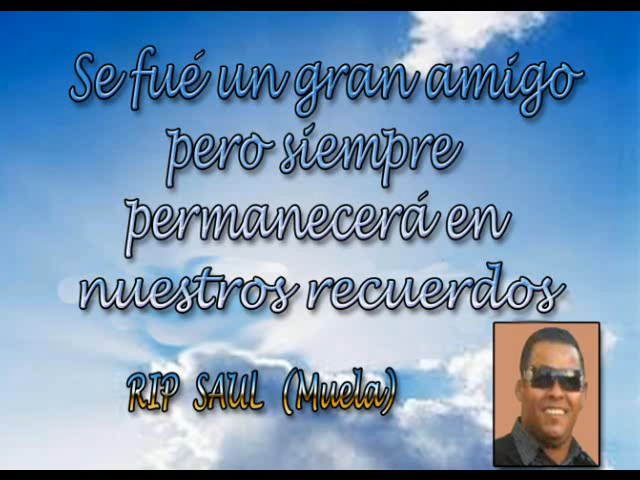 Se fué un gran amigo
pero siempre
permanecerá en
nuestros recuerdos
RIP SAUL (Muela)